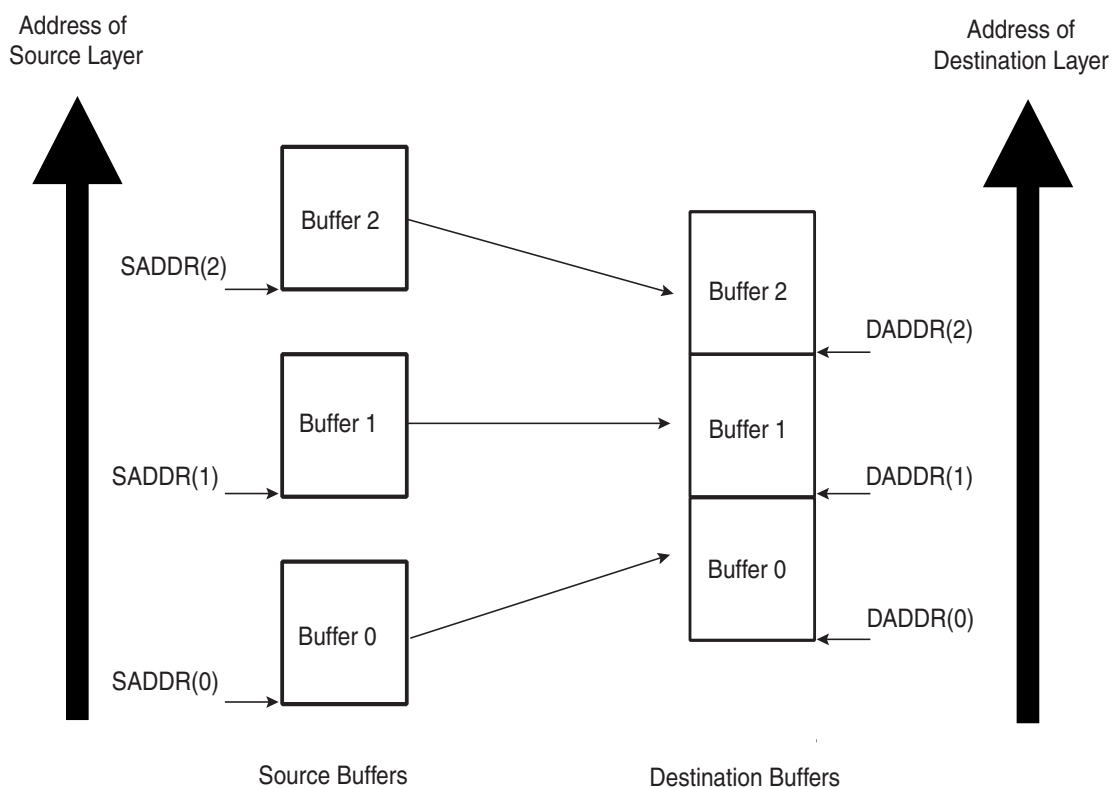 Address of
Source Layer
Address of
Destination Layer
Buffer 2
SADDR(2)
Buffer 2
DADDR(2)
Buffer 1
Buffer 1
SADDR(1)
DADDR(1)
Buffer 0
Buffer 0
DADDR(0)
SADDR(0)
Source Buffers
Destination Buffers